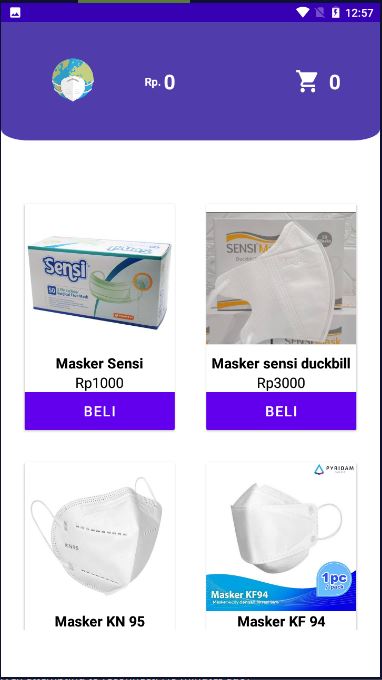 12:57
Rp. 0
0
Sensi
50
SENSI MASK
Duckbill
Masker Sensi
Rp1000
BELI
Masker sensi duckbill
Rp3000
BELI
KN95
PYRIDAM
1pc
Masker KF94
Masker KN 95
Masker KF 94